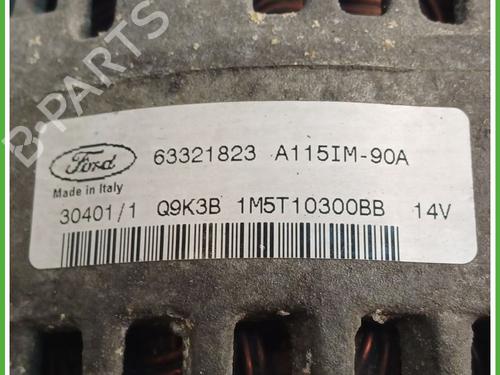 B-PARTS
Ford
63321823 A115IM-90A
Made in Italy
30401/1 Q9K3B 1M5T10300BB 14V